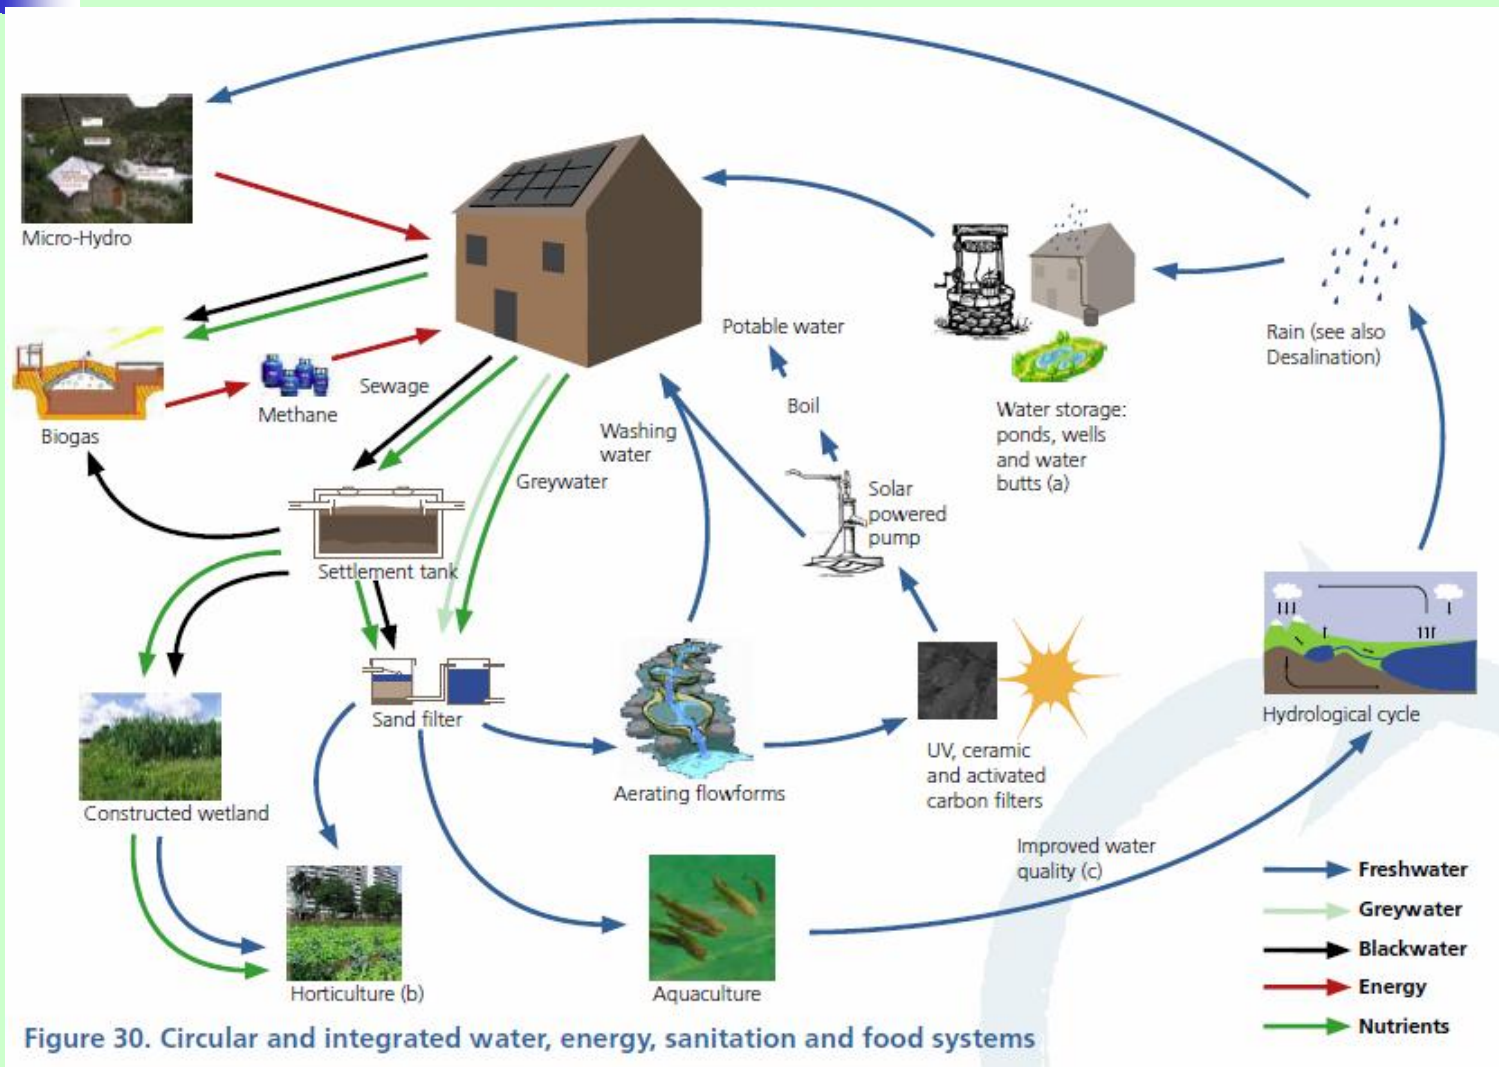 Micro-Hydro
Potable water
Rain (see also
Desalination)
Sewage
Methane
Biogas
Boil
Water storage:
ponds, wells
and water
butts (a)
Washing
water
Greywater
Solar
powered
pump
Settlement tank
Sand filter
Hydrological cycle
UV, ceramic
and activated
carbon filters
Aerating flowforms
Constructed wetland
Improved water
quality (c)
Horticulture (b)
Aquaculture
Freshwater
Greywater
Blackwater
Energy
Nutrients
Figure 30. Circular and integrated water, energy, sanitation and food systems